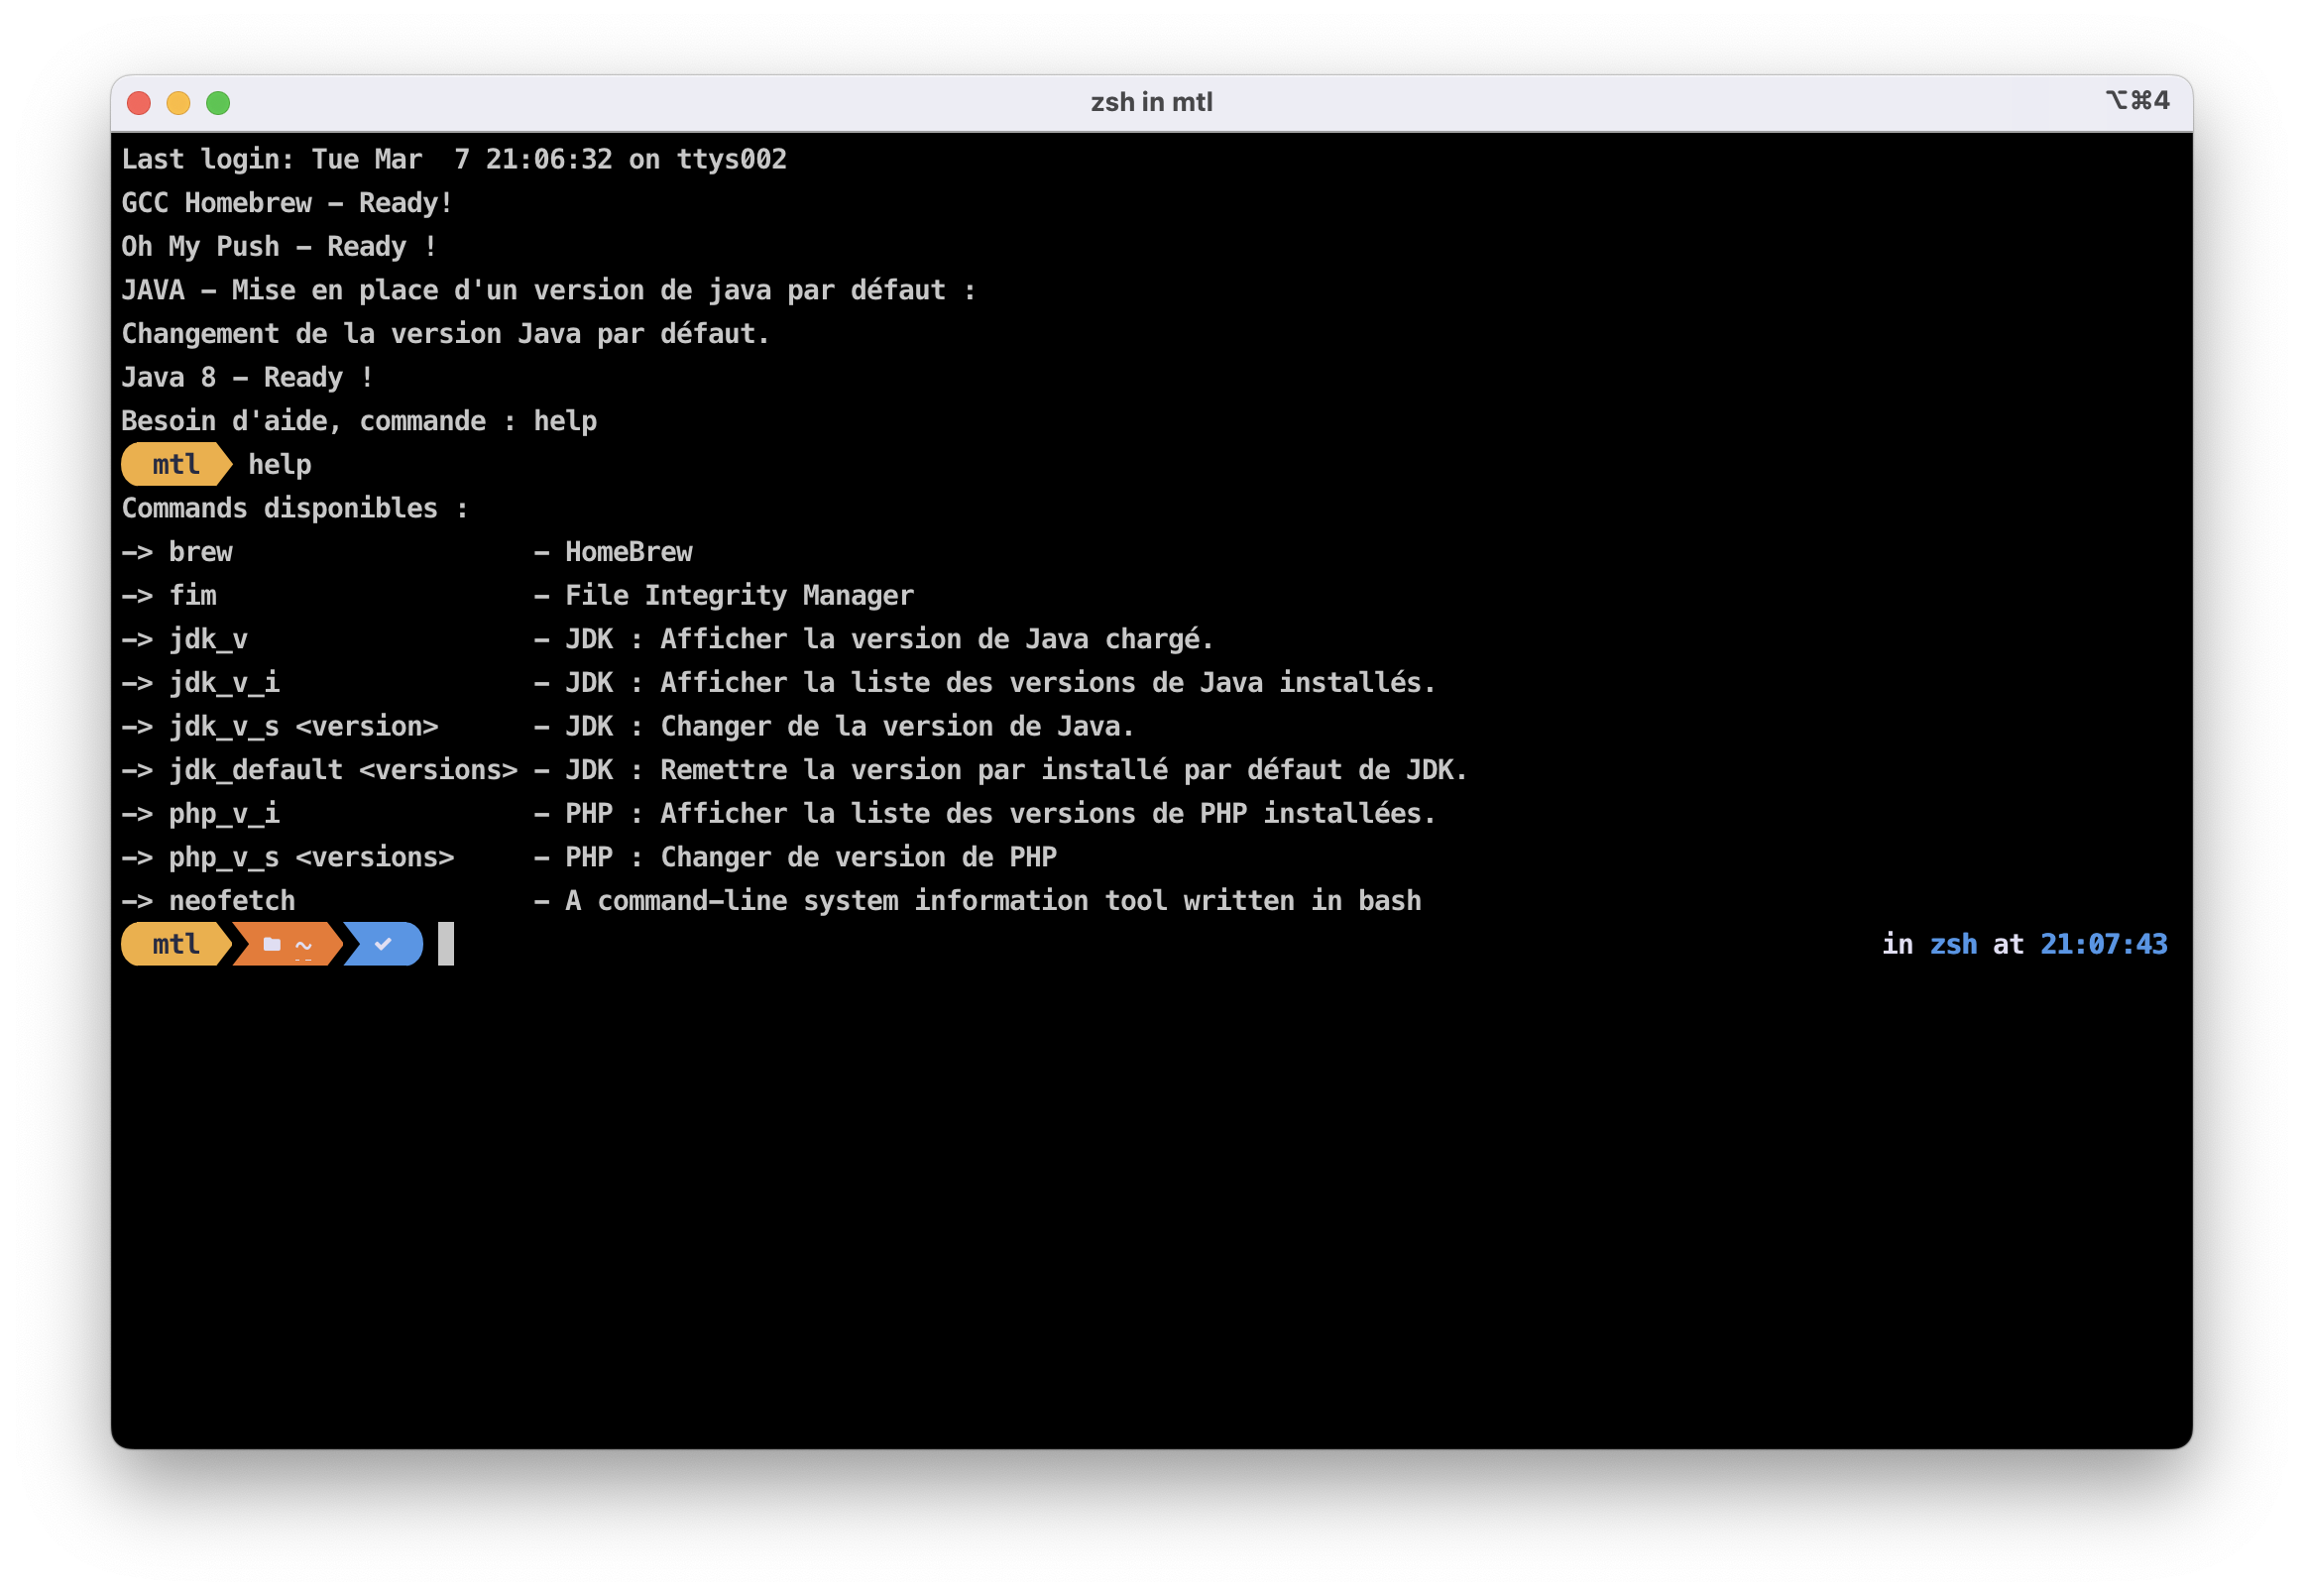 zsh in mtl
⌥⌘4
Last login: Tue Mar  7 21:06:32 on ttys002
GCC Homebrew - Ready!
Oh My Push - Ready !
JAVA - Mise en place d'un version de java par défaut :
Changement de la version Java par défaut.
Java 8 - Ready !
Besoin d'aide, commande : help
mtl help
Commands disponibles :
-> brew                   - HomeBrew
-> fim                    - File Integrity Manager
-> jdk_v                  - JDK : Afficher la version de Java chargé.
-> jdk_v_i                - JDK : Afficher la liste des versions de Java installés.
-> jdk_v_s <version>      - JDK : Changer de la version de Java.
-> jdk_default <versions> - JDK : Remettre la version par installé par défaut de JDK.
-> php_v_i                - PHP : Afficher la liste des versions de PHP installées.
-> php_v_s <versions>     - PHP : Changer de version de PHP
-> neofetch               - A command-line system information tool written in bash
mtl ~ ✔ in zsh at 21:07:43